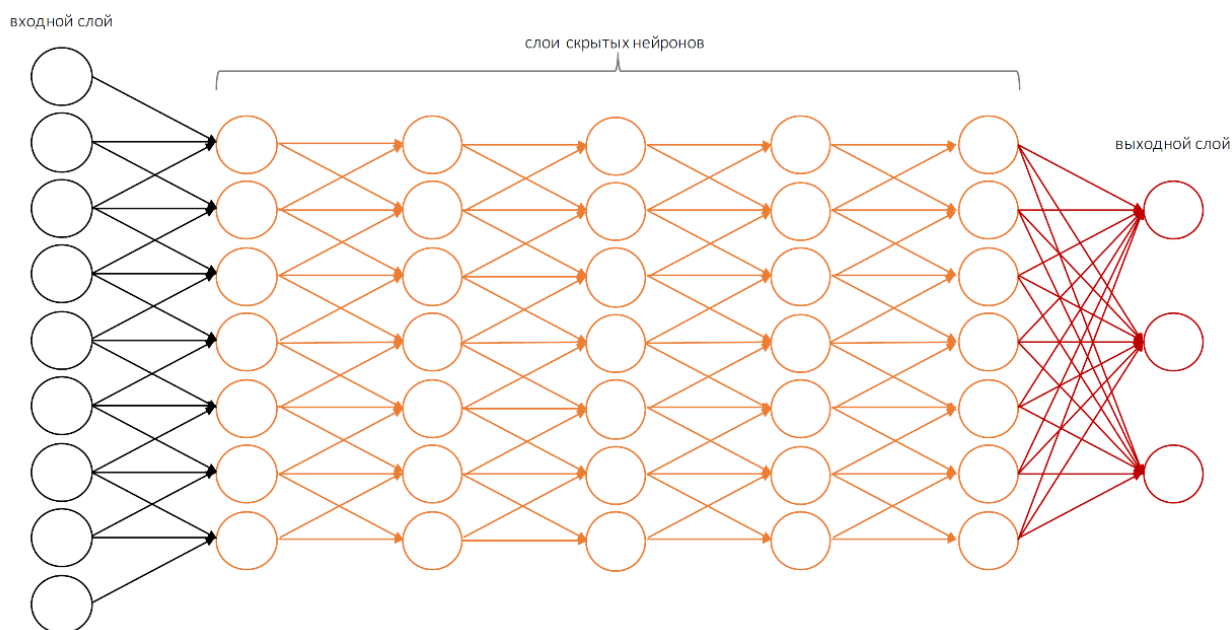 входной слой
слои скрытых нейронов
выходной слой